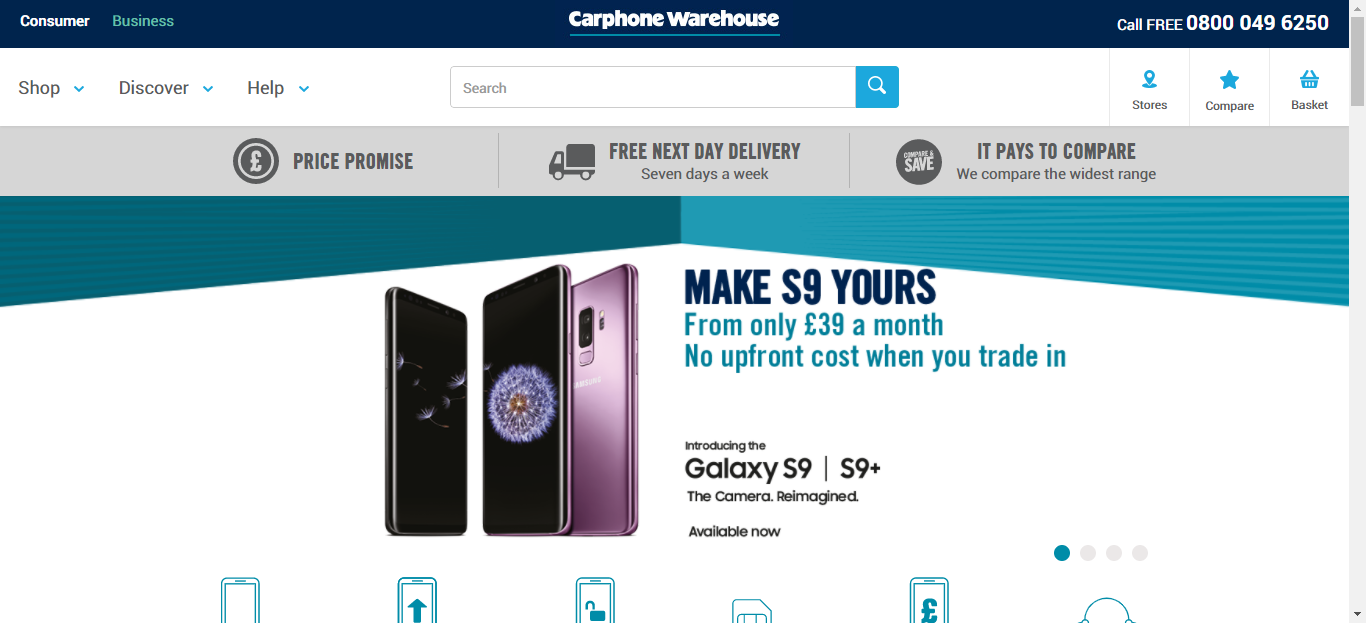 Consumer Business
Carphone Warehouse
Call FREE 0800 049 6250
Shop Discover Help
Search
Stores
Compare
Basket
£
PRICE PROMISE
FREE NEXT DAY DELIVERY
Seven days a week
COMPARE &
SAVE
IT PAYS TO COMPARE
We compare the widest range
MAKE S9 YOURS
From only £39 a month
No upfront cost when you trade in
SAMSUNG
Introducing the
Galaxy S9 | S9+
The Camera. Reimagined.
Available now
£